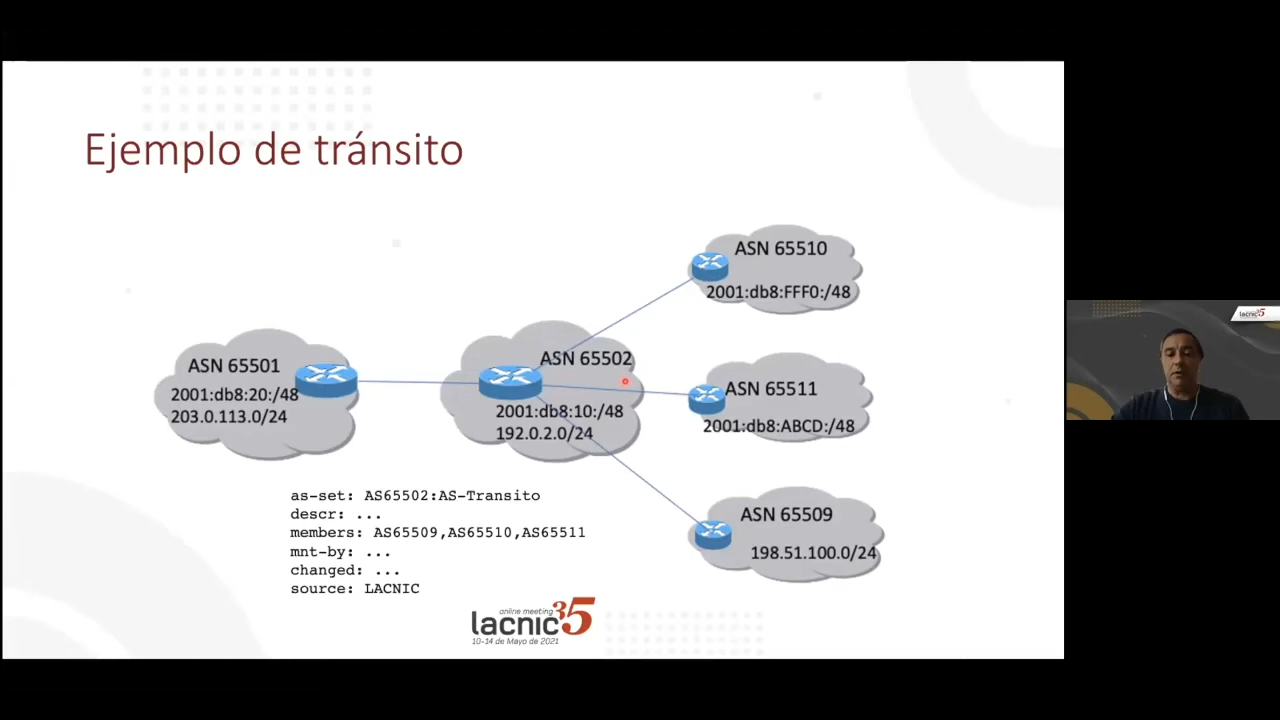 Ejemplo de tránsito
ASN 65510
2001:db8:FFF0:/48
ASN 65501
2001:db8:20:/48
203.0.113.0/24
ASN 65502
2001:db8:10:/48
192.0.2.0/24
ASN 65511
2001:db8:ABCD:/48
ASN 65509
198.51.100.0/24
as-set: AS65502:AS-Transito
descr: ...
members: AS65509,AS65510,AS65511
mnt-by: ...
changed: ...
source: LACNIC
online meeting
lacnic35
10-14 de Mayo de 2021
lacnic35